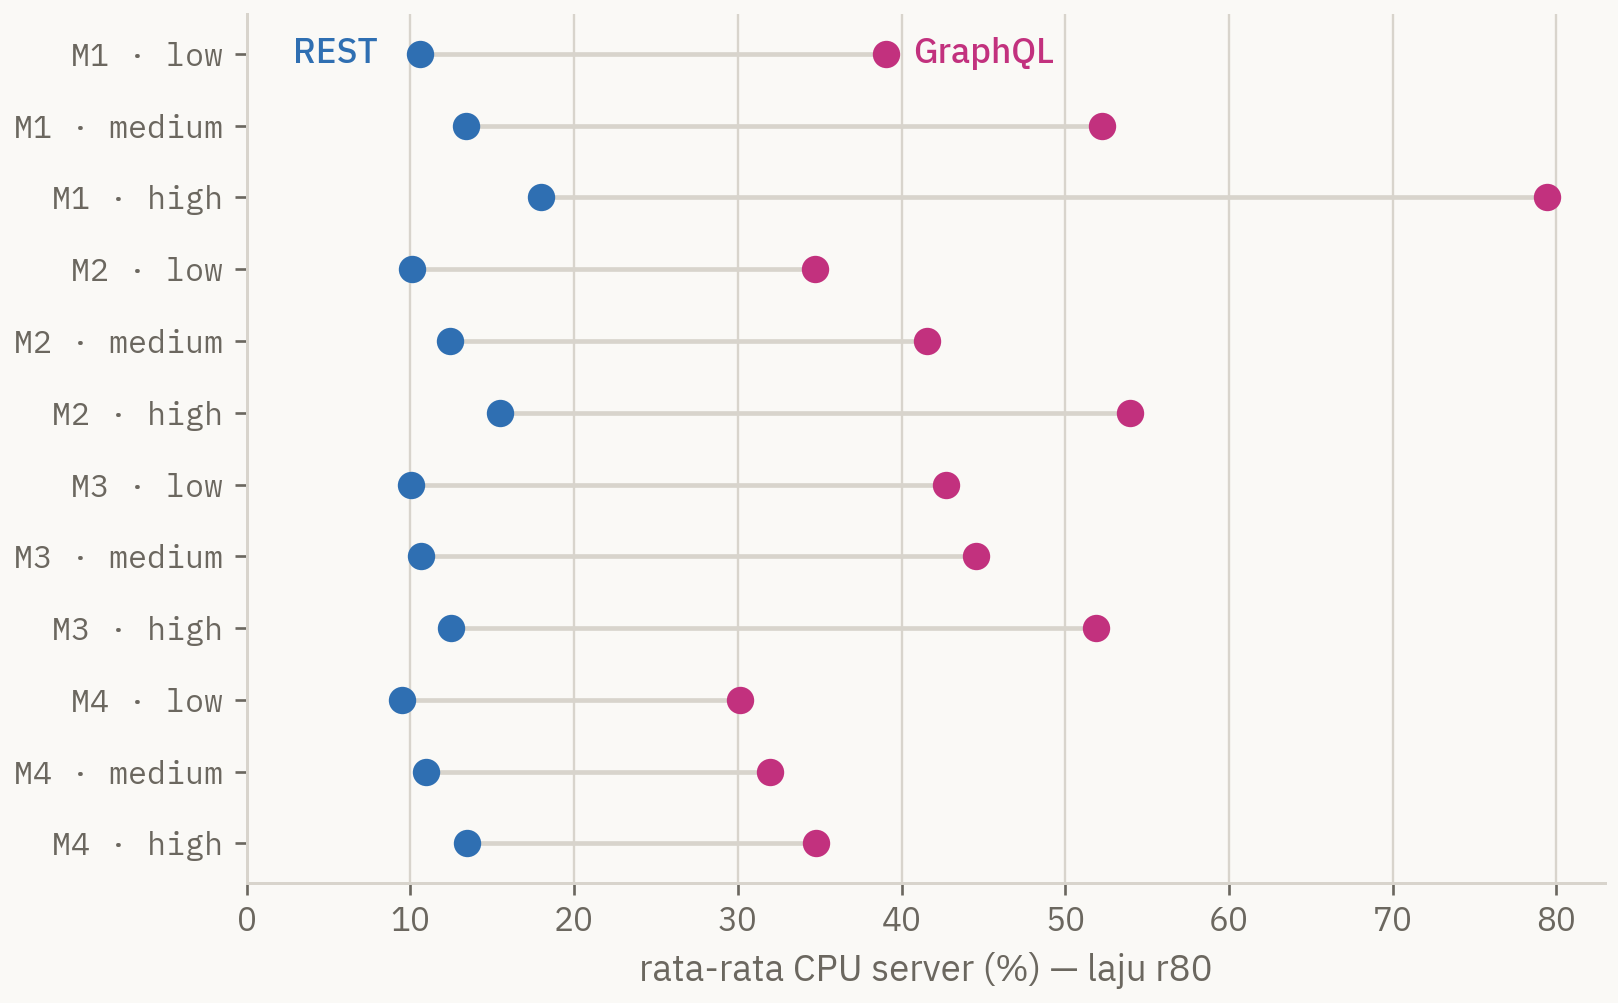 M1 · low
REST
GraphQL
M1 · medium
M1 · high
M2 · low
M2 · medium
M2 · high
M3 · low
M3 · medium
M3 · high
M4 · low
M4 · medium
M4 · high
0 10 20 30 40 50 60 70 80
rata-rata CPU server (%) — laju r80